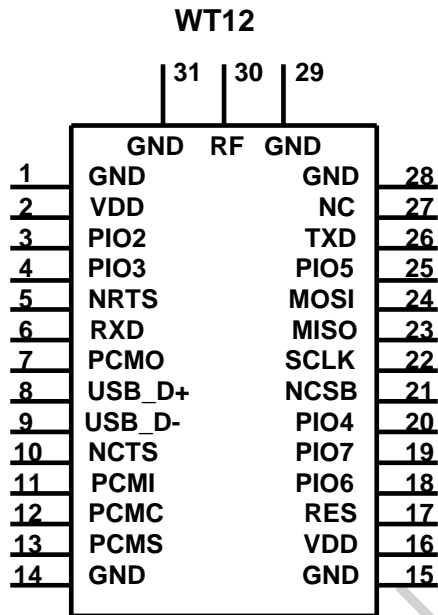 WT12
31 30 29
GND RF GND
1 GND GND 28
2 VDD NC 27
3 PIO2 TXD 26
4 PIO3 PIO5 25
5 NRTS MOSI 24
6 RXD MISO 23
7 PCMO SCLK 22
8 USB_D+ NCSB 21
9 USB_D- PIO4 20
10 NCTS PIO7 19
11 PCMI PIO6 18
12 PCMC RES 17
13 PCMS VDD 16
14 GND GND 15